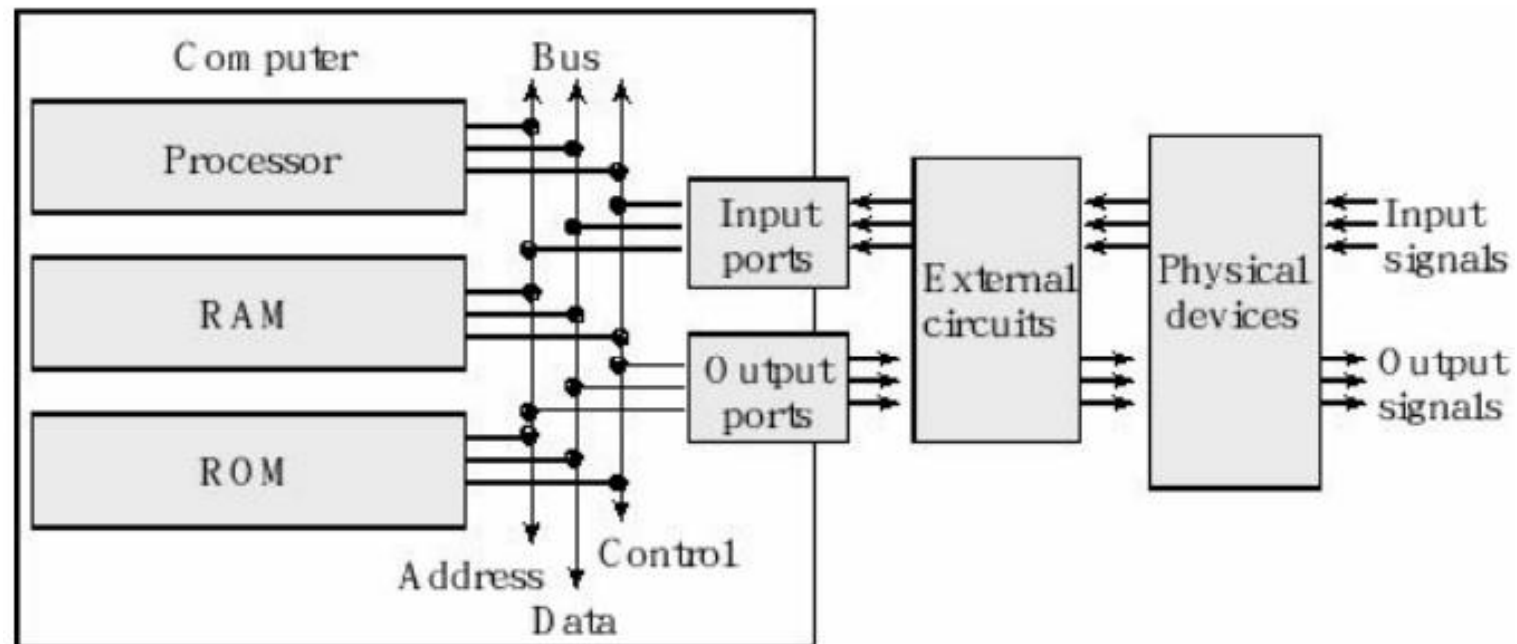 Computer
Bus
Processor
RAM
ROM
Address
Data
Control
Input
ports
Output
ports
External
circuits
Physical
devices
Input
signals
Output
signals